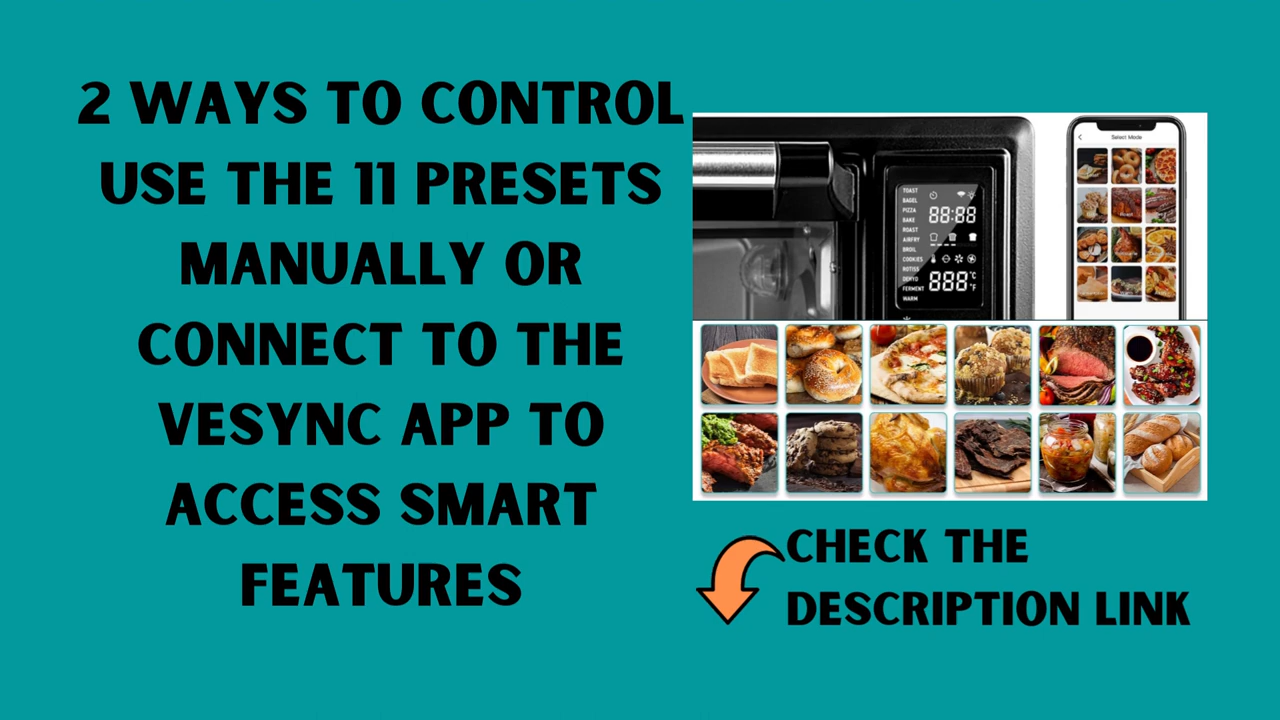 2 WAYS TO CONTROL
USE THE 11 PRESETS
MANUALLY OR
CONNECT TO THE
VESYNC APP TO
ACCESS SMART
FEATURES
TOAST
BAGEL
PIZZA
BAKE
ROAST
AIRFRY
BROIL
COOKIES
ROTISS
DEHYD
FERMENT
WARM
88:88
888
°C
°F
Select Mode
CHECK THE
DESCRIPTION LINK